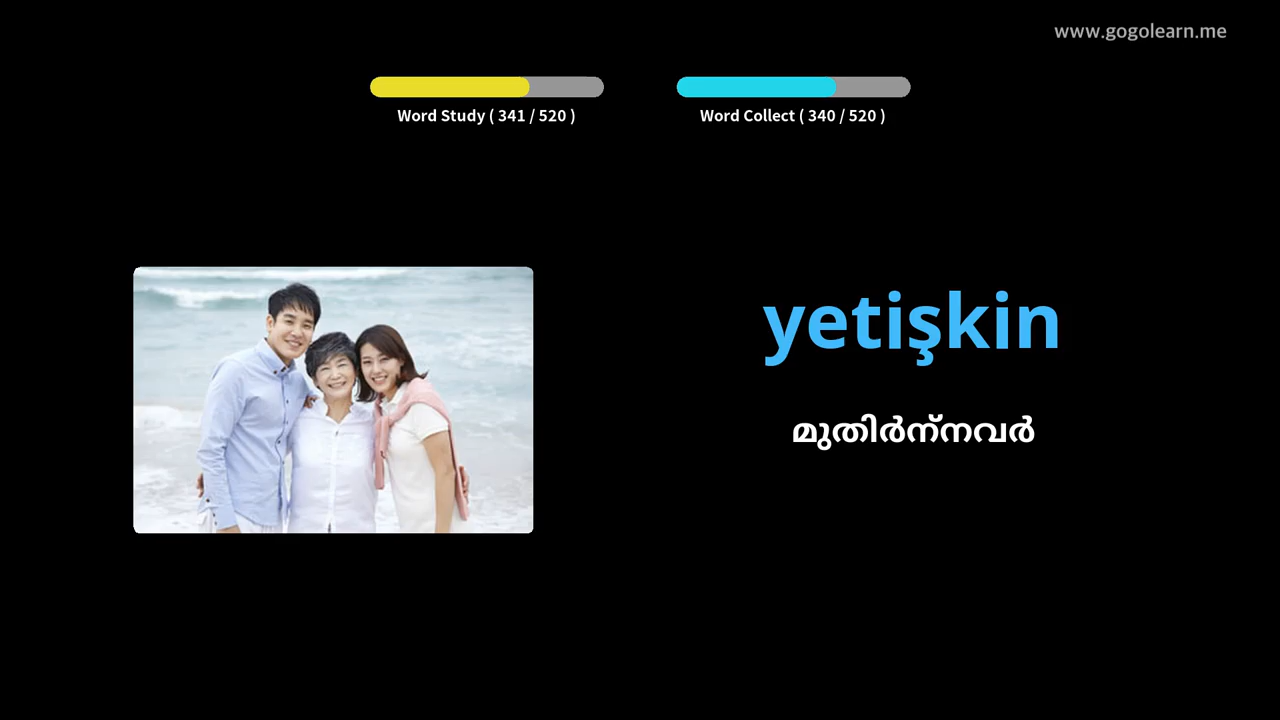 www.gogolearn.me
Word Study ( 341 / 520 )
Word Collect ( 340 / 520 )
yetişkin
മുതിർന്നവർ